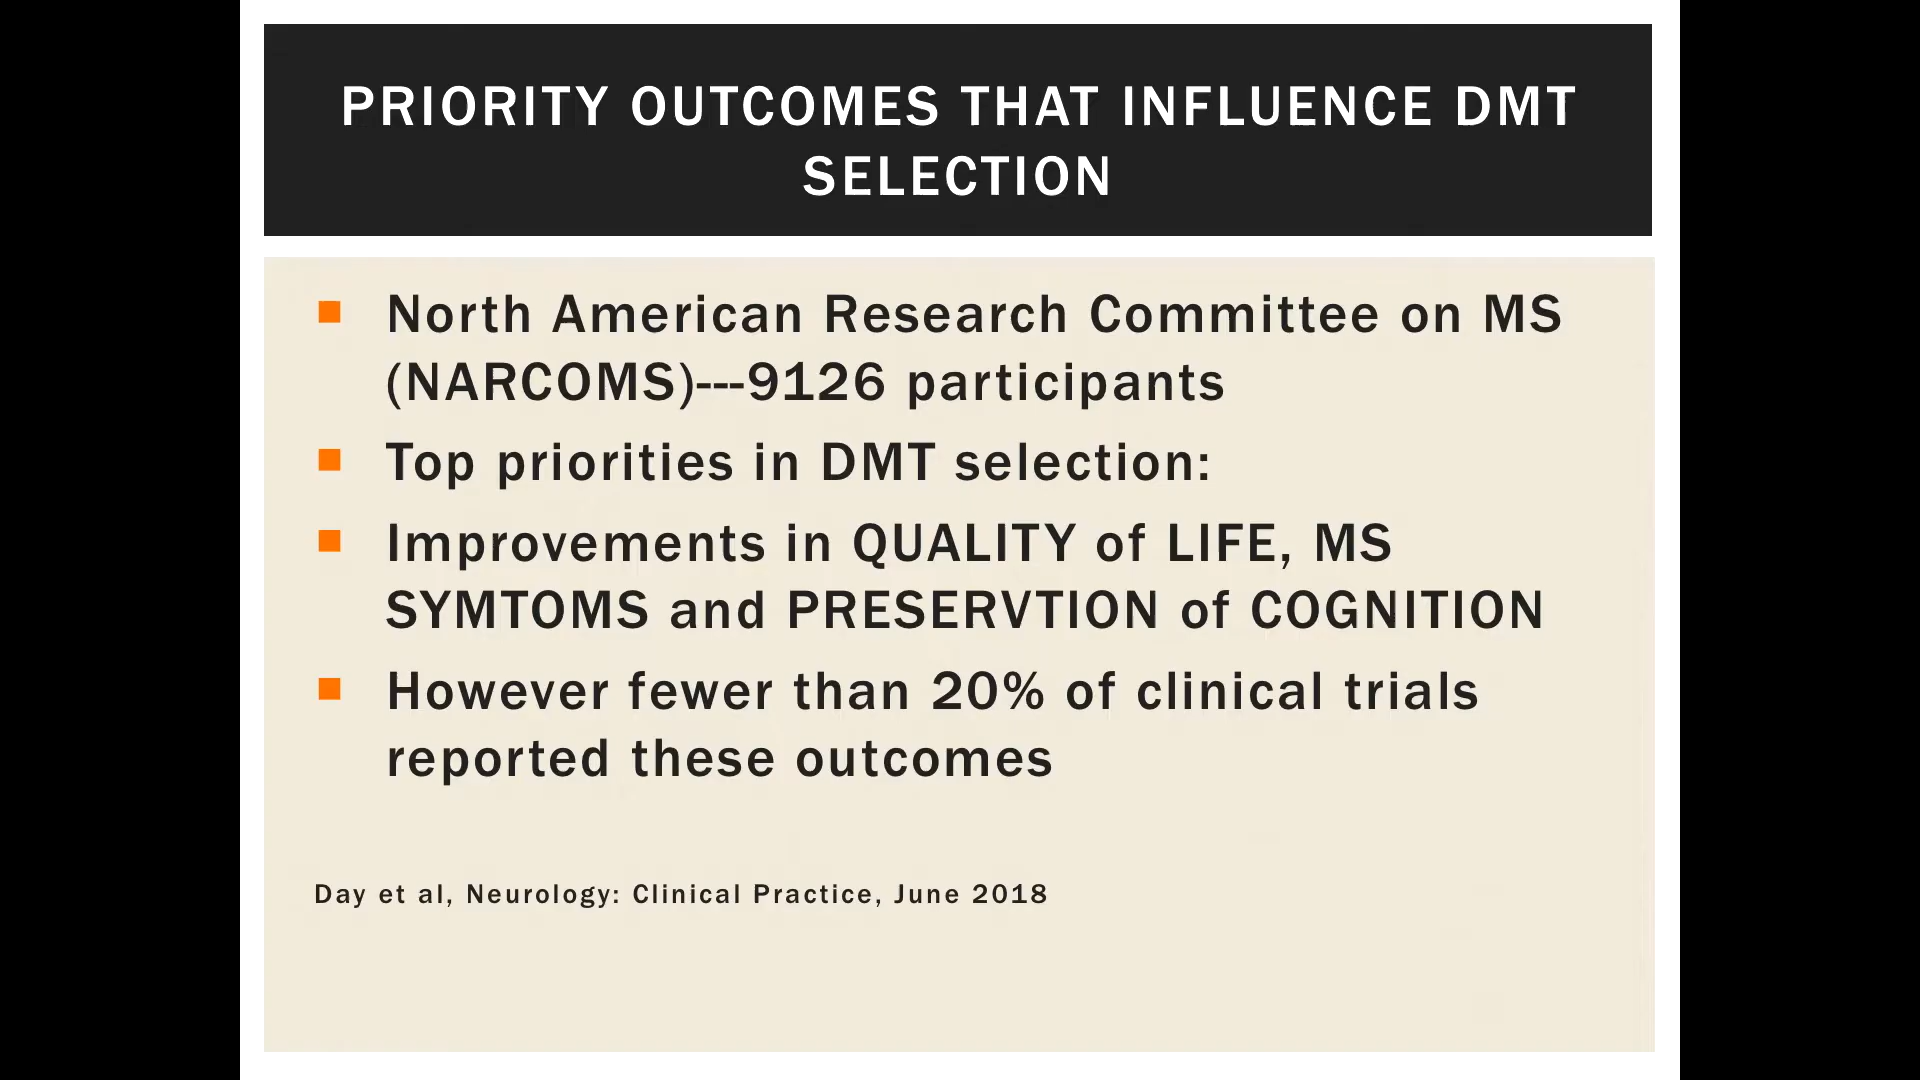 PRIORITY OUTCOMES THAT INFLUENCE DMT
SELECTION
North American Research Committee on MS
(NARCOMS)---9126 participants
Top priorities in DMT selection:
Improvements in QUALITY of LIFE, MS
SYMTOMS and PRESERVTION of COGNITION
However fewer than 20% of clinical trials
reported these outcomes
Day et al, Neurology: Clinical Practice, June 2018